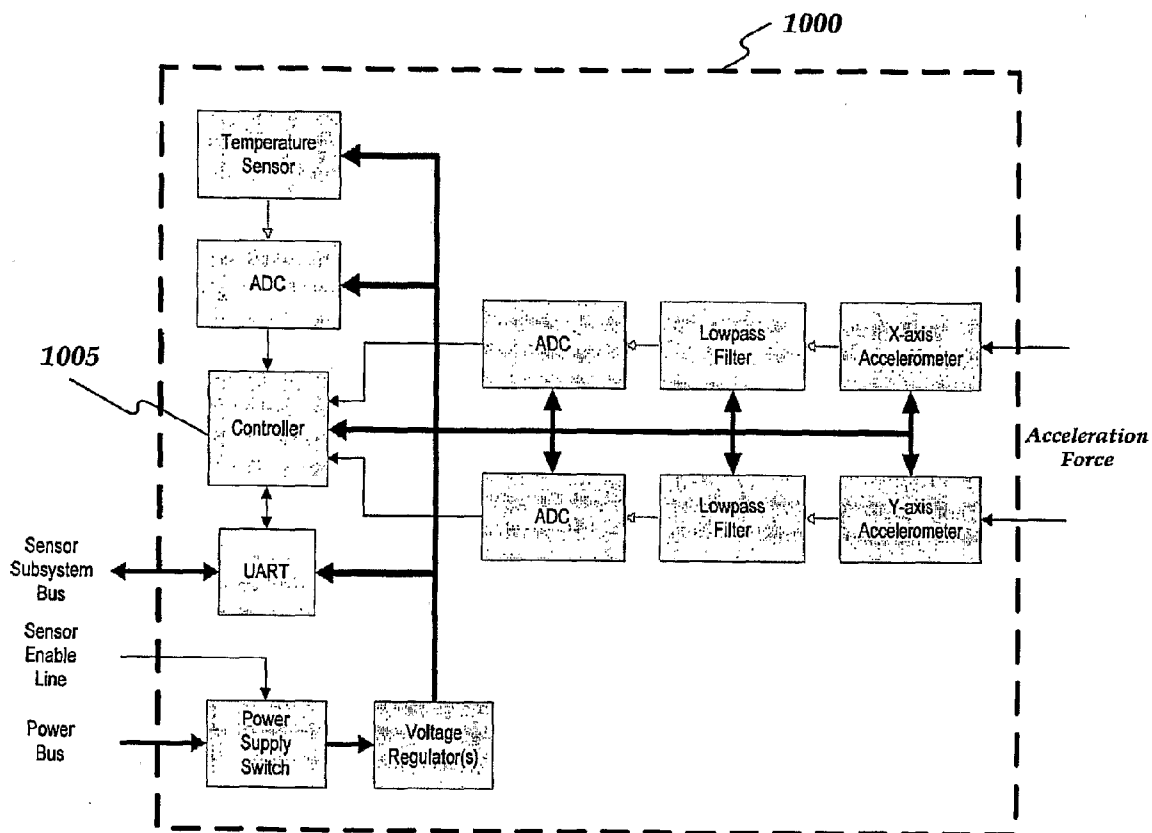 1000
Temperature
Sensor
ADC
1005
Controller
ADC
Lowpass
Filter
X-axis
Accelerometer
Acceleration
Force
ADC
Lowpass
Filter
Y-axis
Accelerometer
Sensor
Subsystem
Bus
UART
Sensor
Enable
Line
Power
Bus
Power
Supply
Switch
Voltage
Regulator(s)